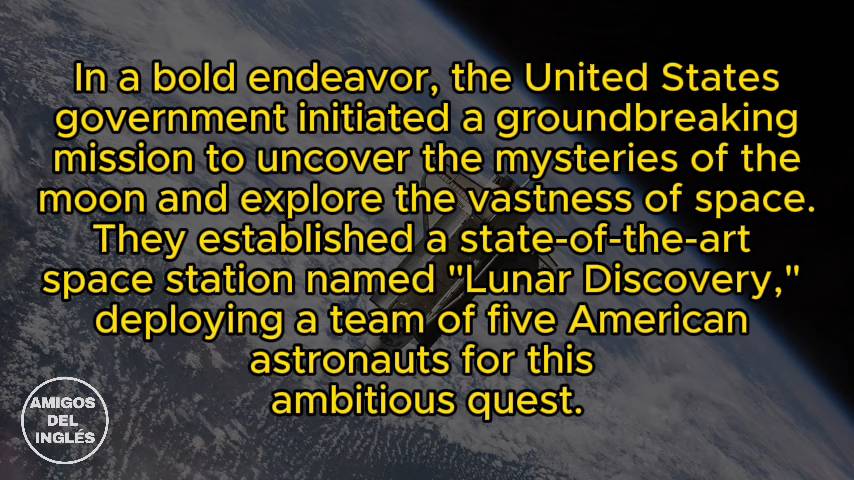 In a bold endeavor, the United States
government initiated a groundbreaking
mission to uncover the mysteries of the
moon and explore the vastness of space.
They established a state-of-the-art
space station named "Lunar Discovery,"
deploying a team of five American
astronauts for this
ambitious quest.
AMIGOS
DEL
INGLÉS